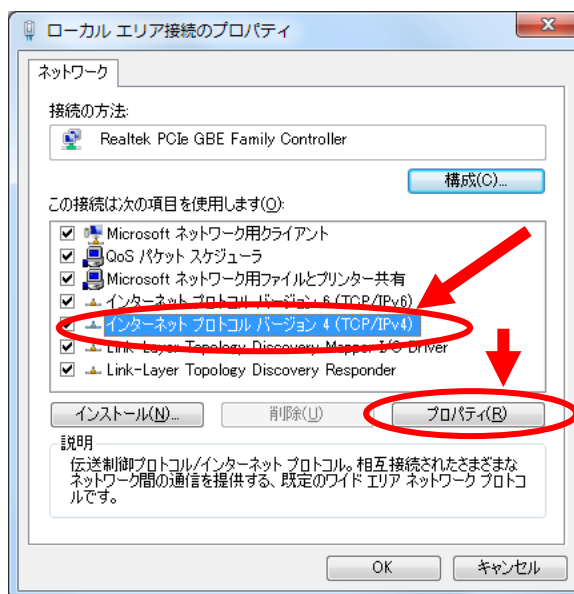 ローカル エリア接続のプロパティ
ネットワーク
接続の方法:
Realtek PCIe GBE Family Controller
構成(C)...
この接続は次の項目を使用します(O):
Microsoft ネットワーク用クライアント
QoS パケット スケジューラ
Microsoft ネットワーク用ファイルとプリンター共有
インターネット プロトコル バージョン 6 (TCP/IPv6)
インターネット プロトコル バージョン 4 (TCP/IPv4)
Link-Layer Topology Discovery Mapper I/O Driver
Link-Layer Topology Discovery Responder
インストール(N)...
削除(U)
プロパティ(R)
説明
伝送制御プロトコル/インターネット プロトコル。相互接続されたさまざまな
ネットワーク間の通信を提供する、既定のワイド エリア ネットワーク プロトコ
ルです。
OK
キャンセル